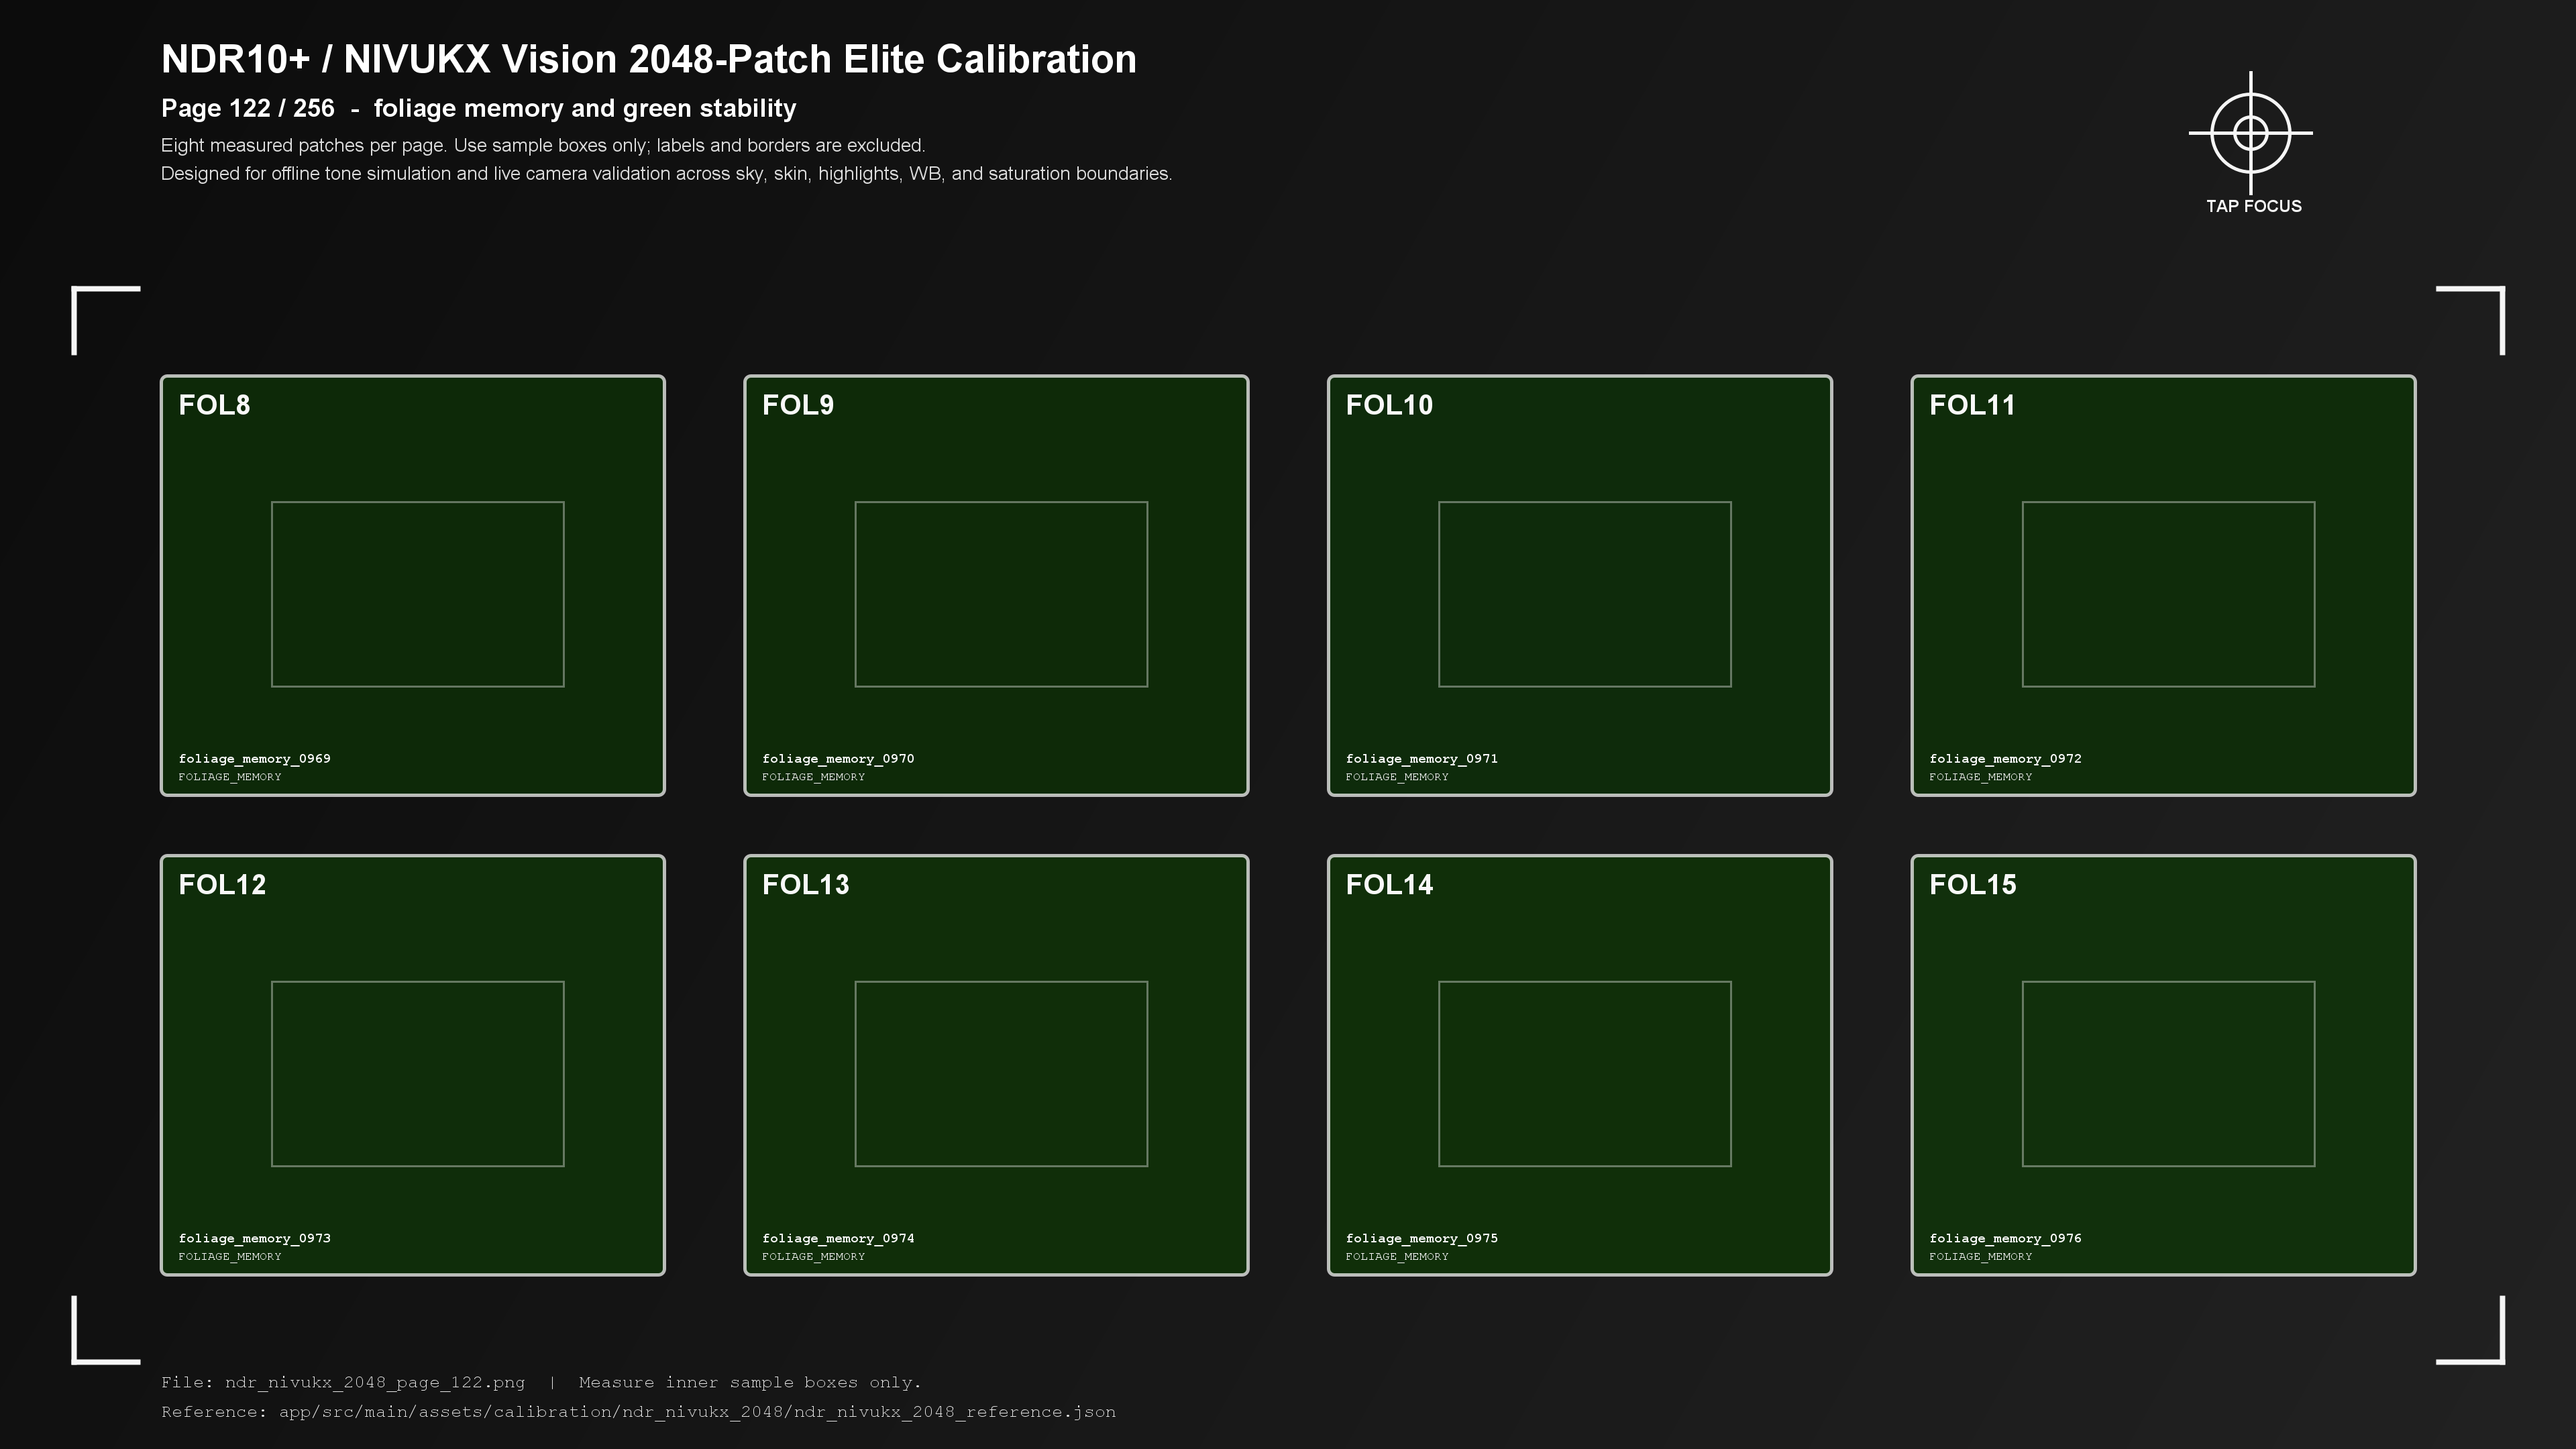 NDR10+ / NIVUKX Vision 2048-Patch Elite Calibration
Page 122 / 256 - foliage memory and green stability
Eight measured patches per page. Use sample boxes only; labels and borders are excluded.
Designed for offline tone simulation and live camera validation across sky, skin, highlights, WB, and saturation boundaries.
TAP FOCUS
FOL8
foliage_memory_0969
FOLIAGE_MEMORY
FOL9
foliage_memory_0970
FOLIAGE_MEMORY
FOL10
foliage_memory_0971
FOLIAGE_MEMORY
FOL11
foliage_memory_0972
FOLIAGE_MEMORY
FOL12
foliage_memory_0973
FOLIAGE_MEMORY
FOL13
foliage_memory_0974
FOLIAGE_MEMORY
FOL14
foliage_memory_0975
FOLIAGE_MEMORY
FOL15
foliage_memory_0976
FOLIAGE_MEMORY
File: ndr_nivukx_2048_page_122.png | Measure inner sample boxes only.
Reference: app/src/main/assets/calibration/ndr_nivukx_2048/ndr_nivukx_2048_reference.json